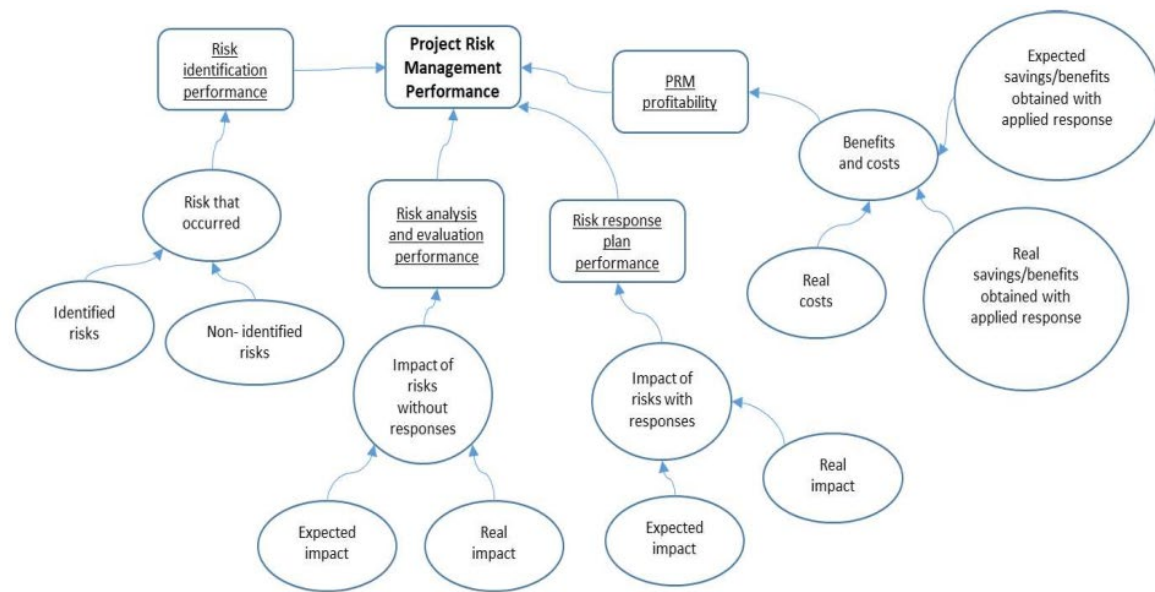 Risk
identification
performance
Project Risk
Management
Performance
PRM
profitability
Expected
savings/benefits
obtained with
applied response
Benefits
and costs
Risk that
occurred
Risk analysis
and evaluation
performance
Risk response
plan
performance
Real
costs
Real
savings/benefits
obtained with
applied response
Identified
risks
Non- identified
risks
Impact of
risks
without
responses
Impact of
risks with
responses
Real
impact
Expected
impact
Real
impact
Expected
impact